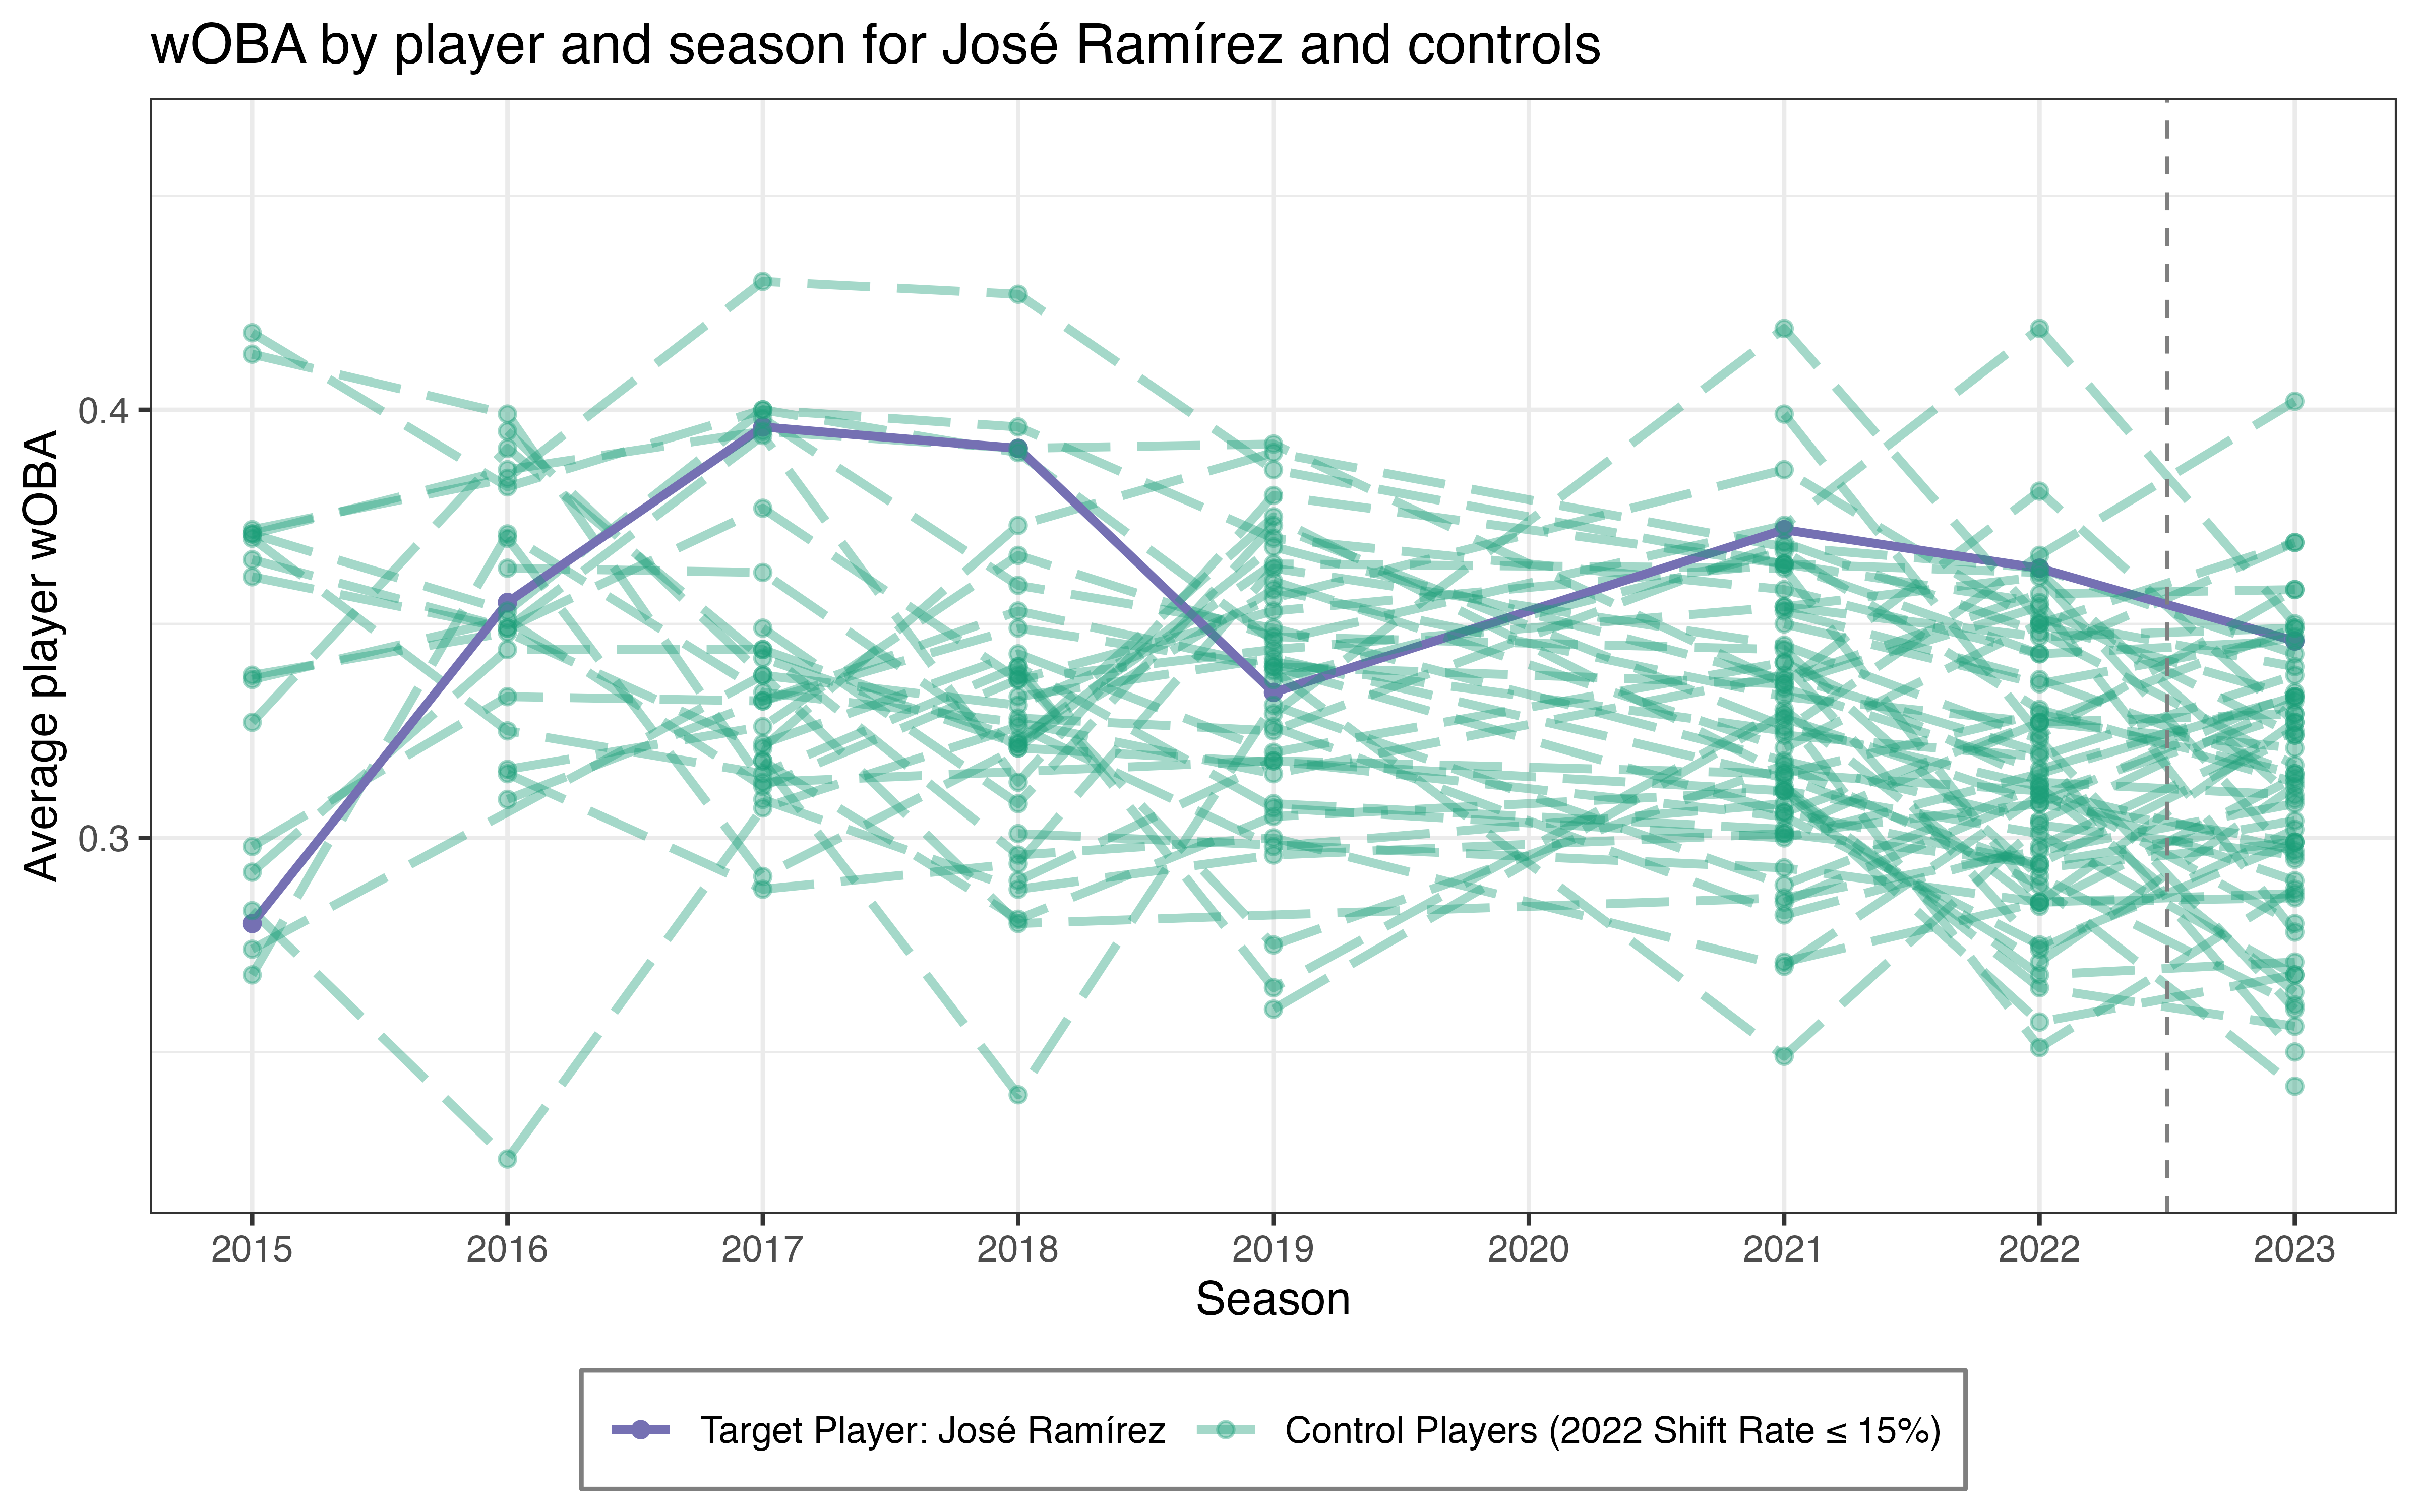 wOBA by player and season for José Ramírez and controls
Average player wOBA
0.4
0.3
2015 2016 2017 2018 2019 2020 2021 2022 2023
Season
Target Player: José Ramírez Control Players (2022 Shift Rate ≤ 15%)